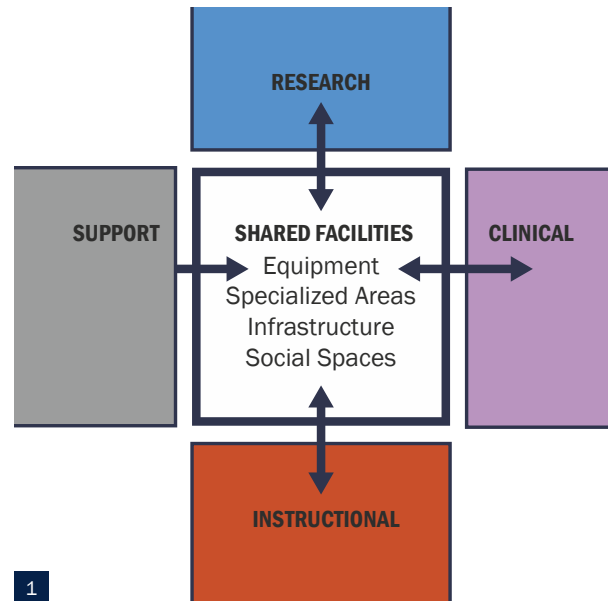 RESEARCH
SUPPORT
SHARED FACILITIES
CLINICAL
Equipment
Specialized Areas
Infrastructure
Social Spaces
INSTRUCTIONAL
1